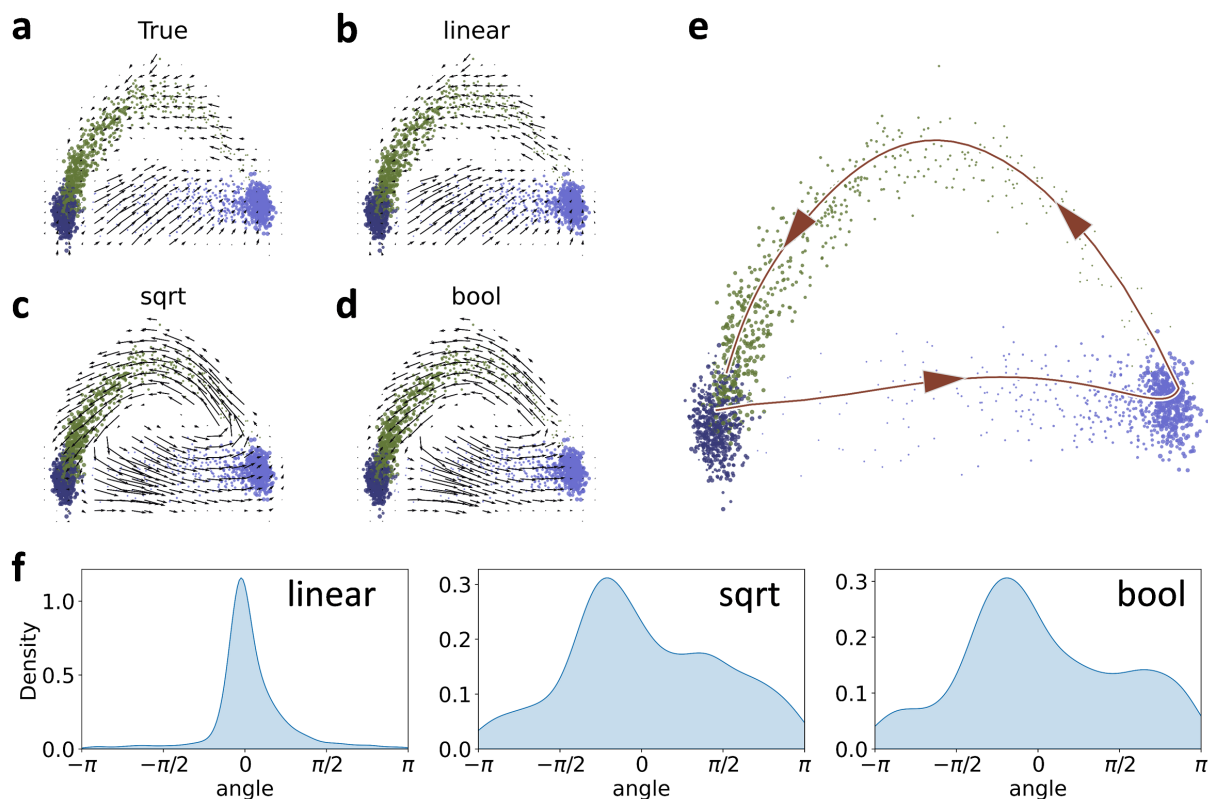 a True b linear e
c sqrt d bool
f
linear
Density
1.0
0.5
0.0
−π −π/2 0 π/2 π
angle
sqrt
0.3
0.2
0.1
0.0
−π −π/2 0 π/2 π
angle
bool
0.3
0.2
0.1
0.0
−π −π/2 0 π/2 π
angle